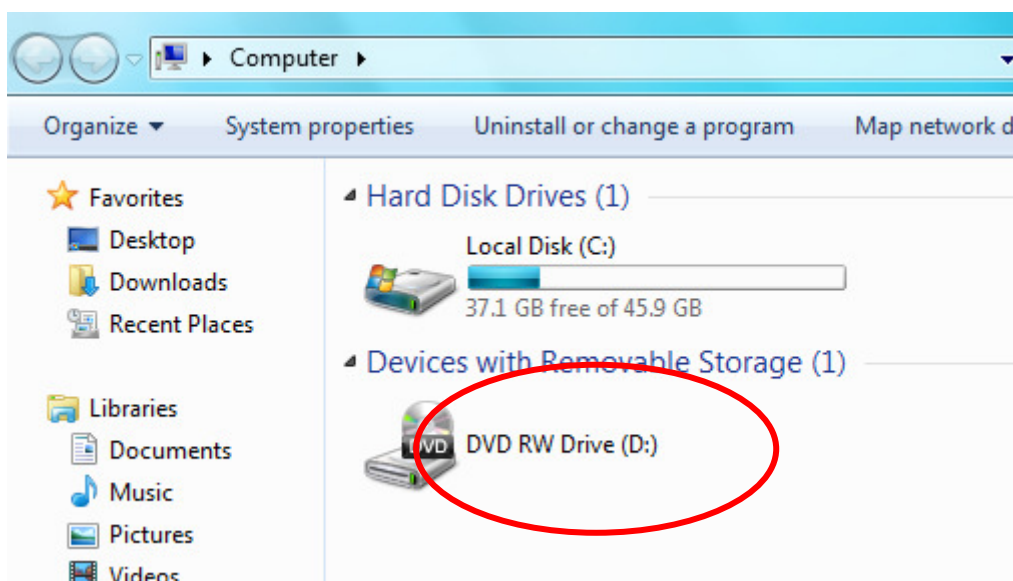 Computer
Organize System properties Uninstall or change a program Map network d
Favorites
Desktop
Downloads
Recent Places
Libraries
Documents
Music
Pictures
Videos
Hard Disk Drives (1)
Local Disk (C:)
37.1 GB free of 45.9 GB
Devices with Removable Storage (1)
DVD
DVD RW Drive (D:)